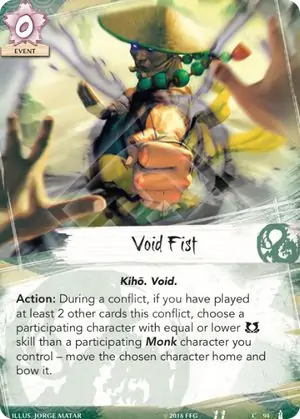 0
EVENT
Void Fist
Kihō. Void.
Action: During a conflict, if you have played
at least 2 other cards this conflict, choose a
participating character with equal or lower
skill than a participating Monk character you
control – move the chosen character home and
bow it.
ILLUS. JORGE MATAR
©2018 FFG
C
94